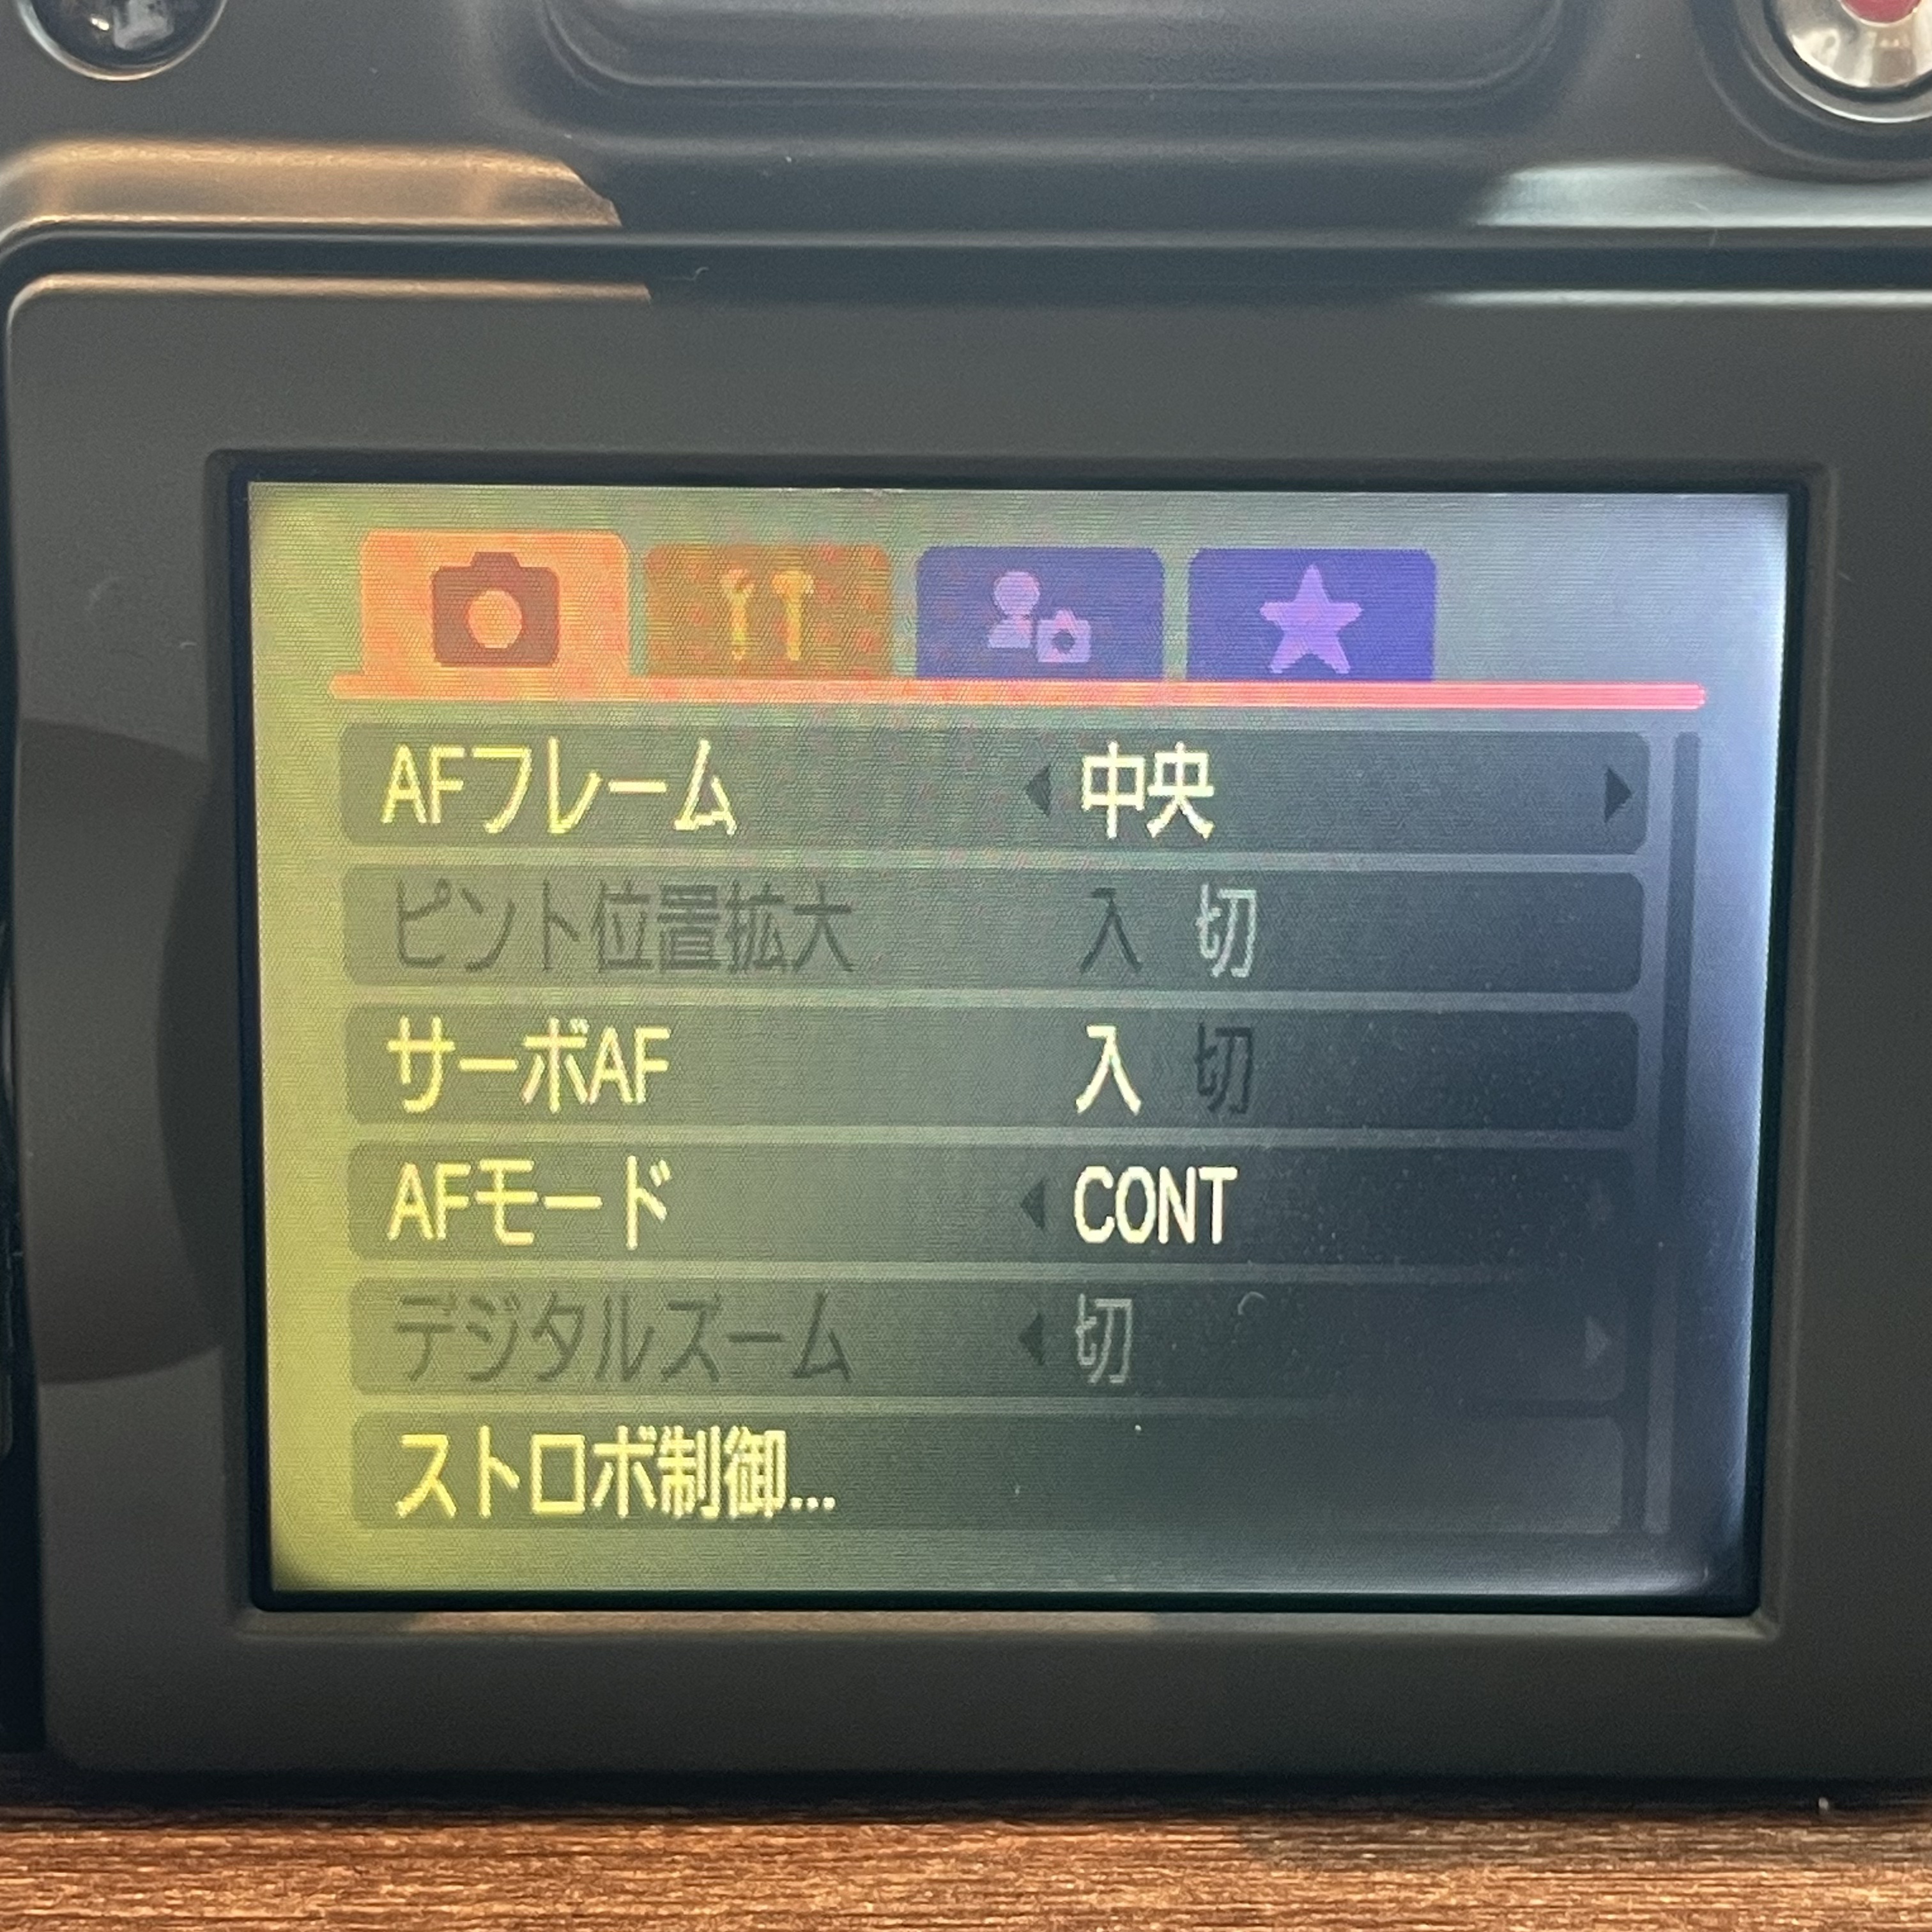 AFフレーム 中央
ピント位置拡大 入 切
サーボAF 入 切
AFモード CONT
デジタルズーム 切
ストロボ制御...